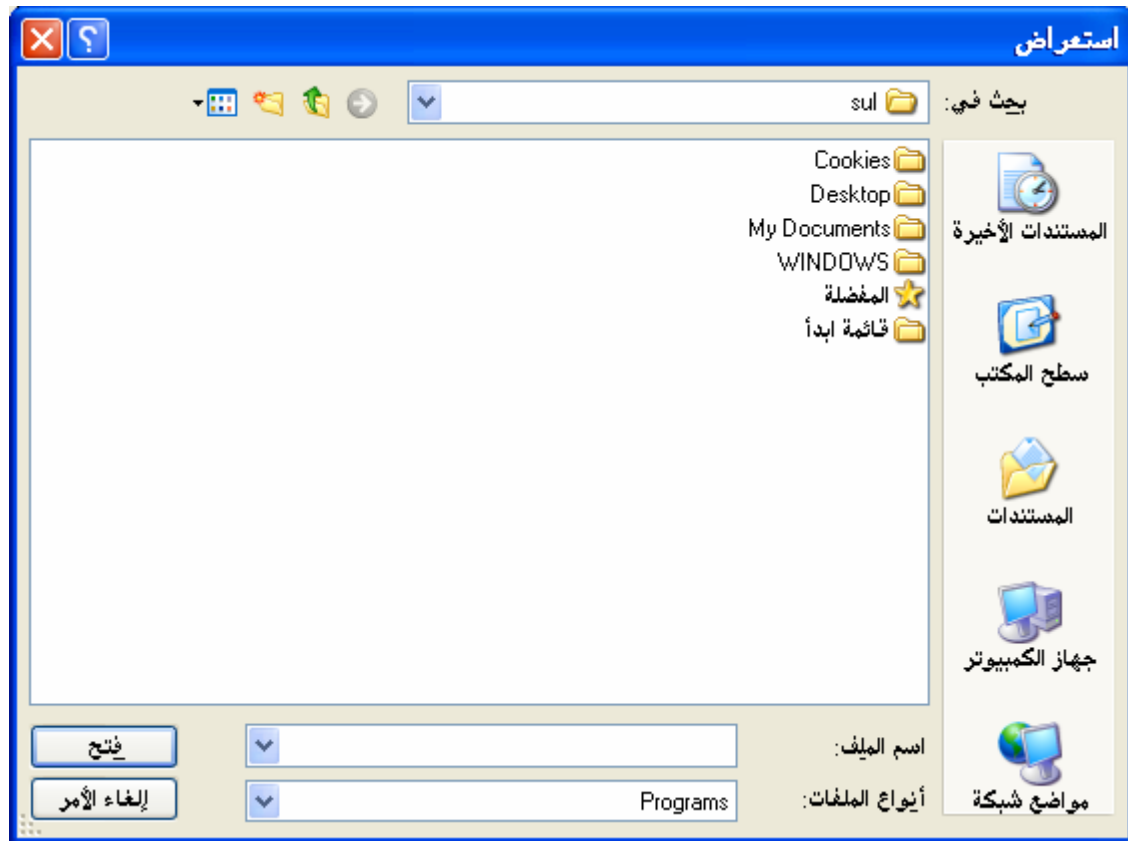 استعراض
بحث في:
sul
المستندات الأخيرة
سطح المكتب
المستندات
جهاز الكمبيوتر
مواضع شبكة
Cookies
Desktop
My Documents
WINDOWS
المفضلة
قائمة ابدأ
اسم الملف:
فتح
أنواع الملفات:
Programs
إلغاء الأمر